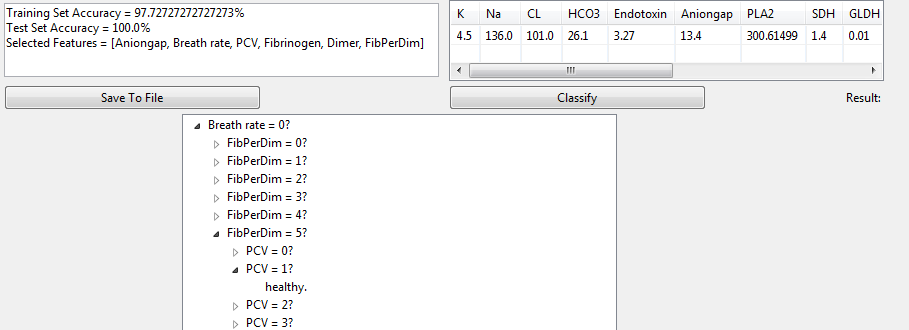 Training Set Accuracy = 97.72727272727273%
Test Set Accuracy = 100.0%
Selected Features = [Aniongap, Breath rate, PCV, Fibrinogen, Dimer, FibPerDim]
K Na CL HCO3 Endotoxin Aniongap PLA2 SDH GLDH
4.5 136.0 101.0 26.1 3.27 13.4 300.61499 1.4 0.01
Save To File
Classify
Result:
Breath rate = 0?
FibPerDim = 0?
FibPerDim = 1?
FibPerDim = 2?
FibPerDim = 3?
FibPerDim = 4?
FibPerDim = 5?
PCV = 0?
PCV = 1?
healthy.
PCV = 2?
PCV = 3?